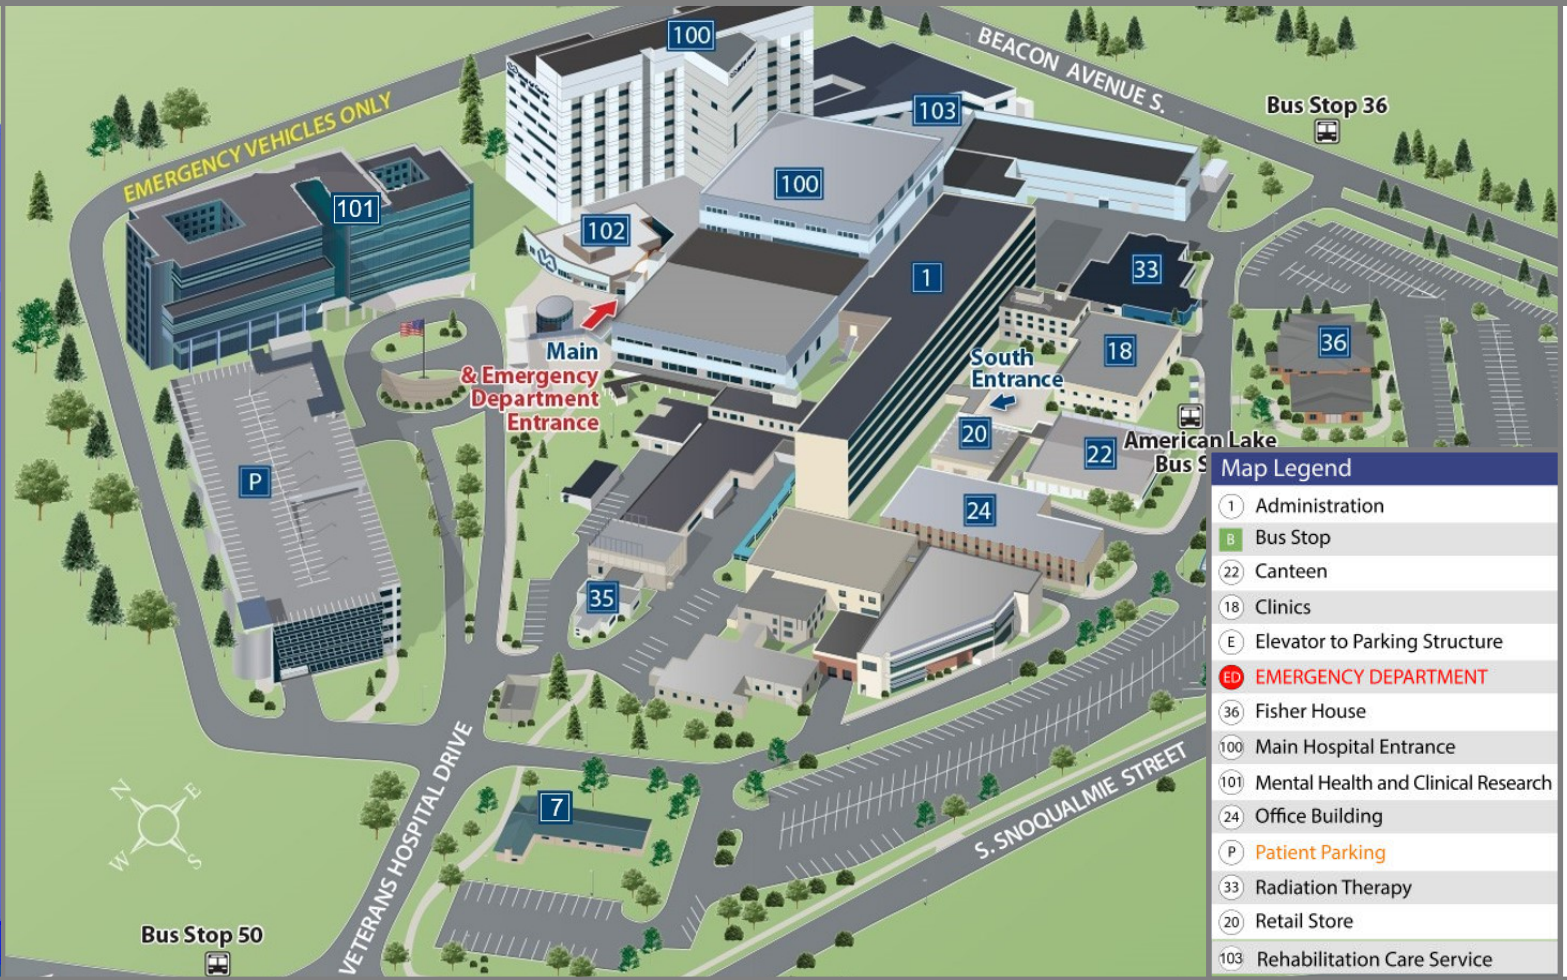 100
BEACON AVENUE S.
103
Bus Stop 36
EMERGENCY VEHICLES ONLY
100
101
102
VA
1
33
Main
& Emergency
Department
Entrance
South
Entrance
18
36
20
22
American Lake
Bus S
P
24
35
7
VETERANS HOSPITAL DRIVE
S. SNOQUALMIE STREET
N
E
W
S
Bus Stop 50
Map Legend
1 Administration
B Bus Stop
22 Canteen
18 Clinics
E Elevator to Parking Structure
ED EMERGENCY DEPARTMENT
36 Fisher House
100 Main Hospital Entrance
101 Mental Health and Clinical Research
24 Office Building
P Patient Parking
33 Radiation Therapy
20 Retail Store
103 Rehabilitation Care Service